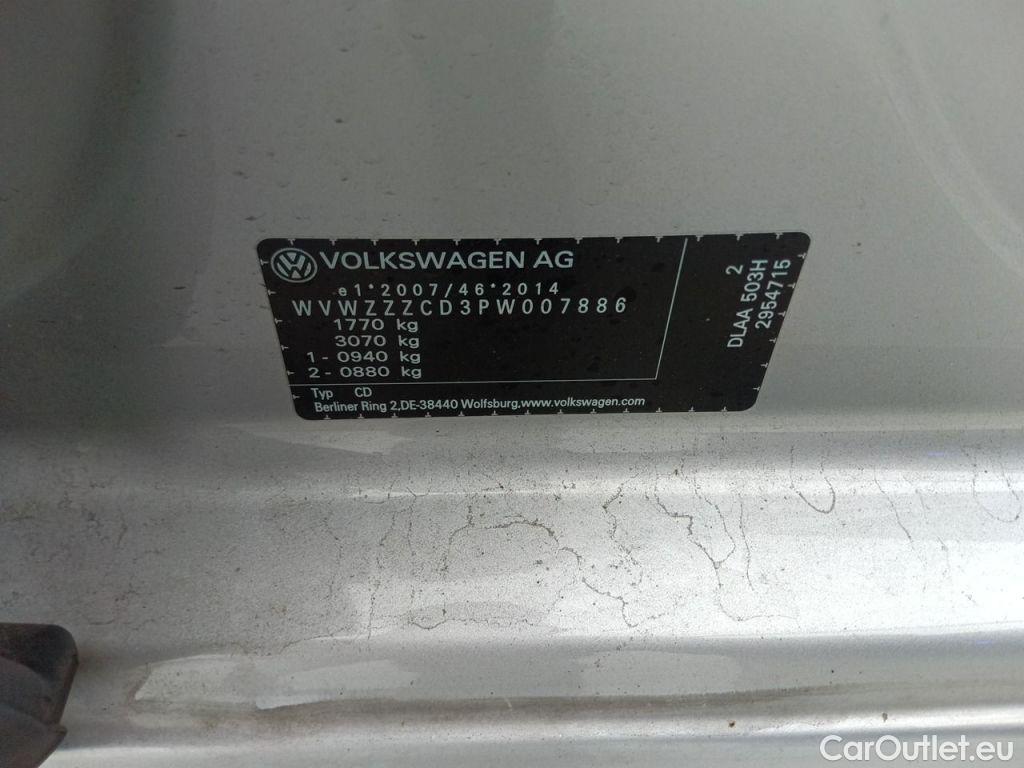 VOLKSWAGEN AG
e1*2007/46*2014
WVWZZZCD3PW007886
1770 kg
3070 kg
1 - 0940 kg
2 - 0880 kg
Typ CD
Berliner Ring 2,DE-38440 Wolfsburg,www.volkswagen.com
2
DLAA 503H
2954715
CarOutlet.eu